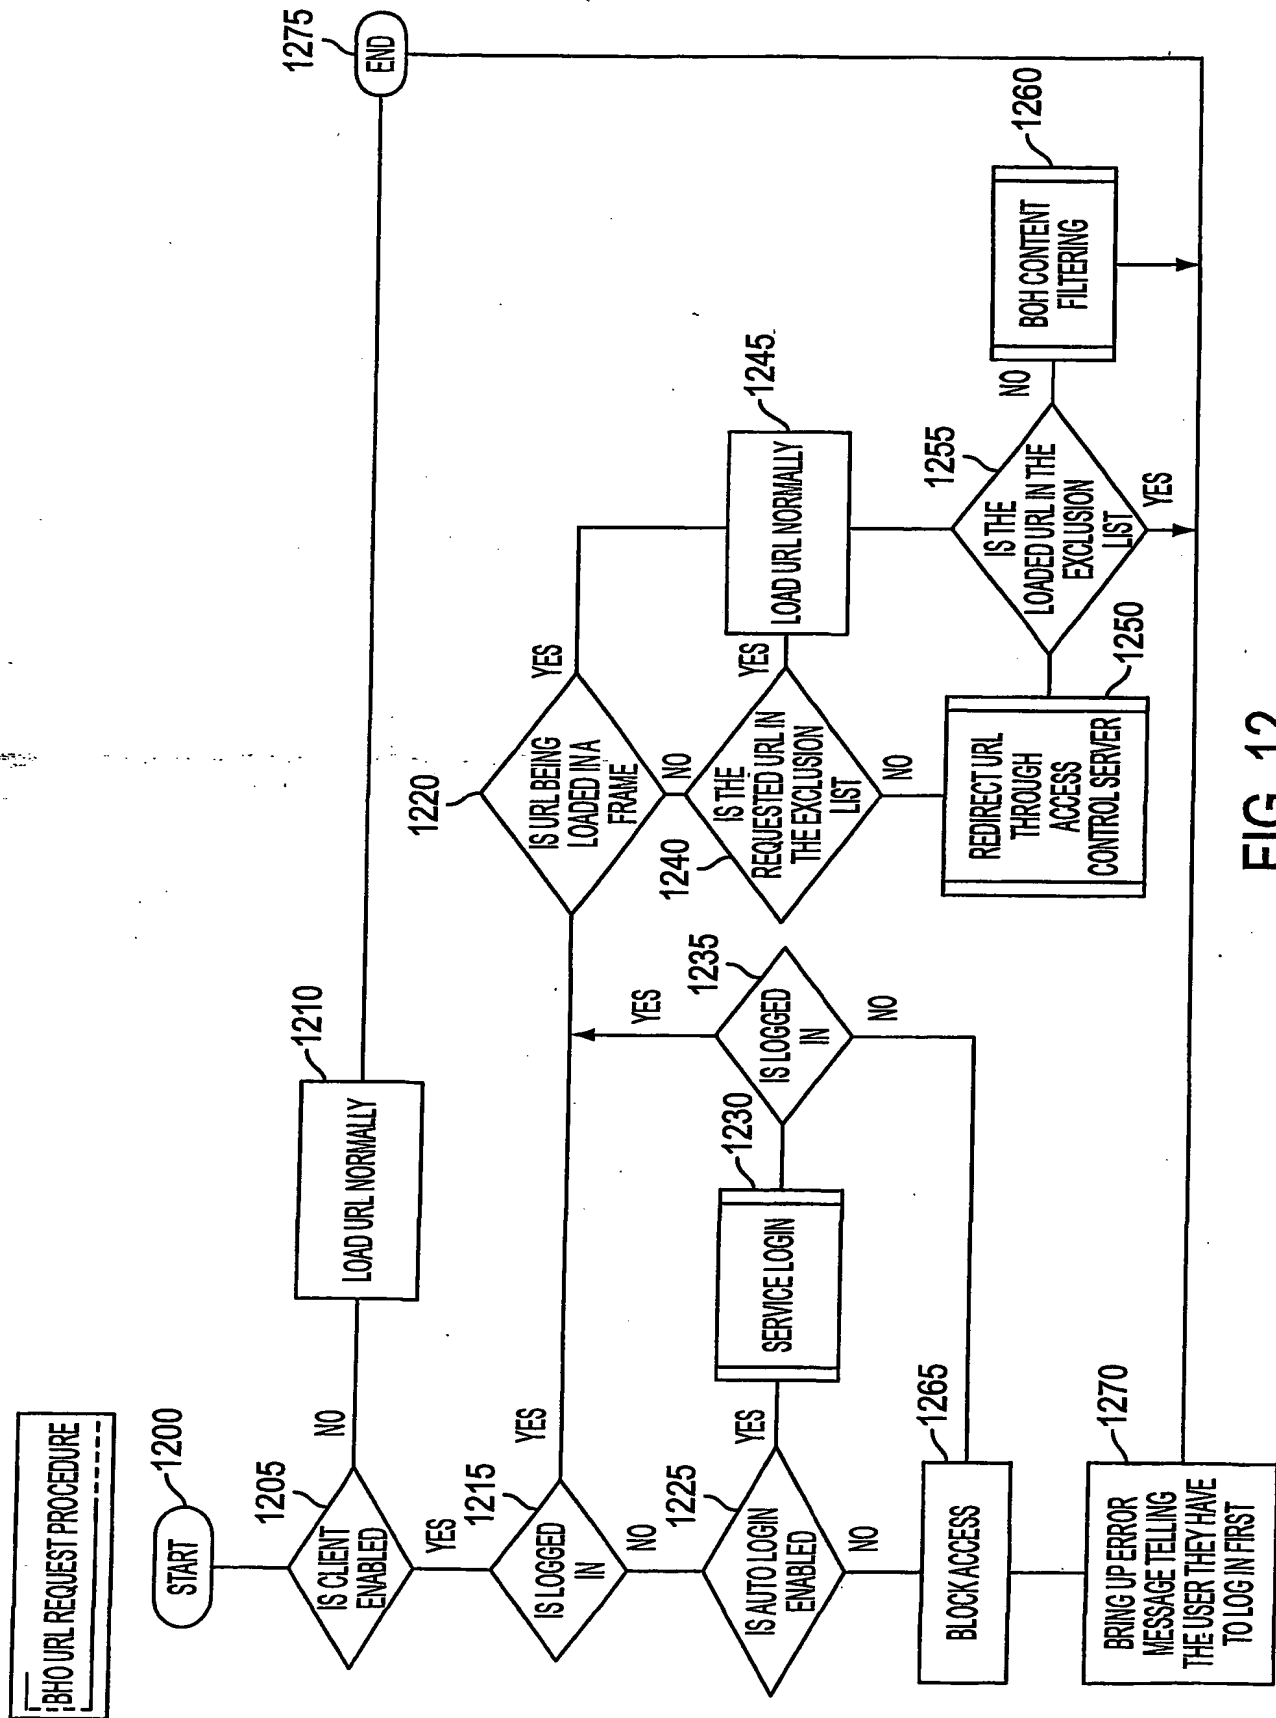 BHO URL REQUEST PROCEDURE
START
1200
IS CLIENT
ENABLED
1205
NO
YES
LOAD URL NORMALLY
1210
END
1275
IS LOGGED
IN
1215
YES
NO
IS URL BEING
LOADED IN A
FRAME
1220
YES
NO
IS AUTO LOGIN
ENABLED
1225
YES
NO
SERVICE LOGIN
1230
IS LOGGED
IN
1235
YES
NO
IS THE
REQUESTED URL IN
THE EXCLUSION
LIST
1240
YES
NO
LOAD URL NORMALLY
1245
REDIRECT URL
THROUGH
ACCESS
CONTROL SERVER
1250
IS THE
LOADED URL IN THE
EXCLUSION
LIST
1255
NO
YES
BOH CONTENT
FILTERING
1260
BLOCK ACCESS
1265
BRING UP ERROR
MESSAGE TELLING
THE USER THEY HAVE
TO LOG IN FIRST
1270
FIG. 12